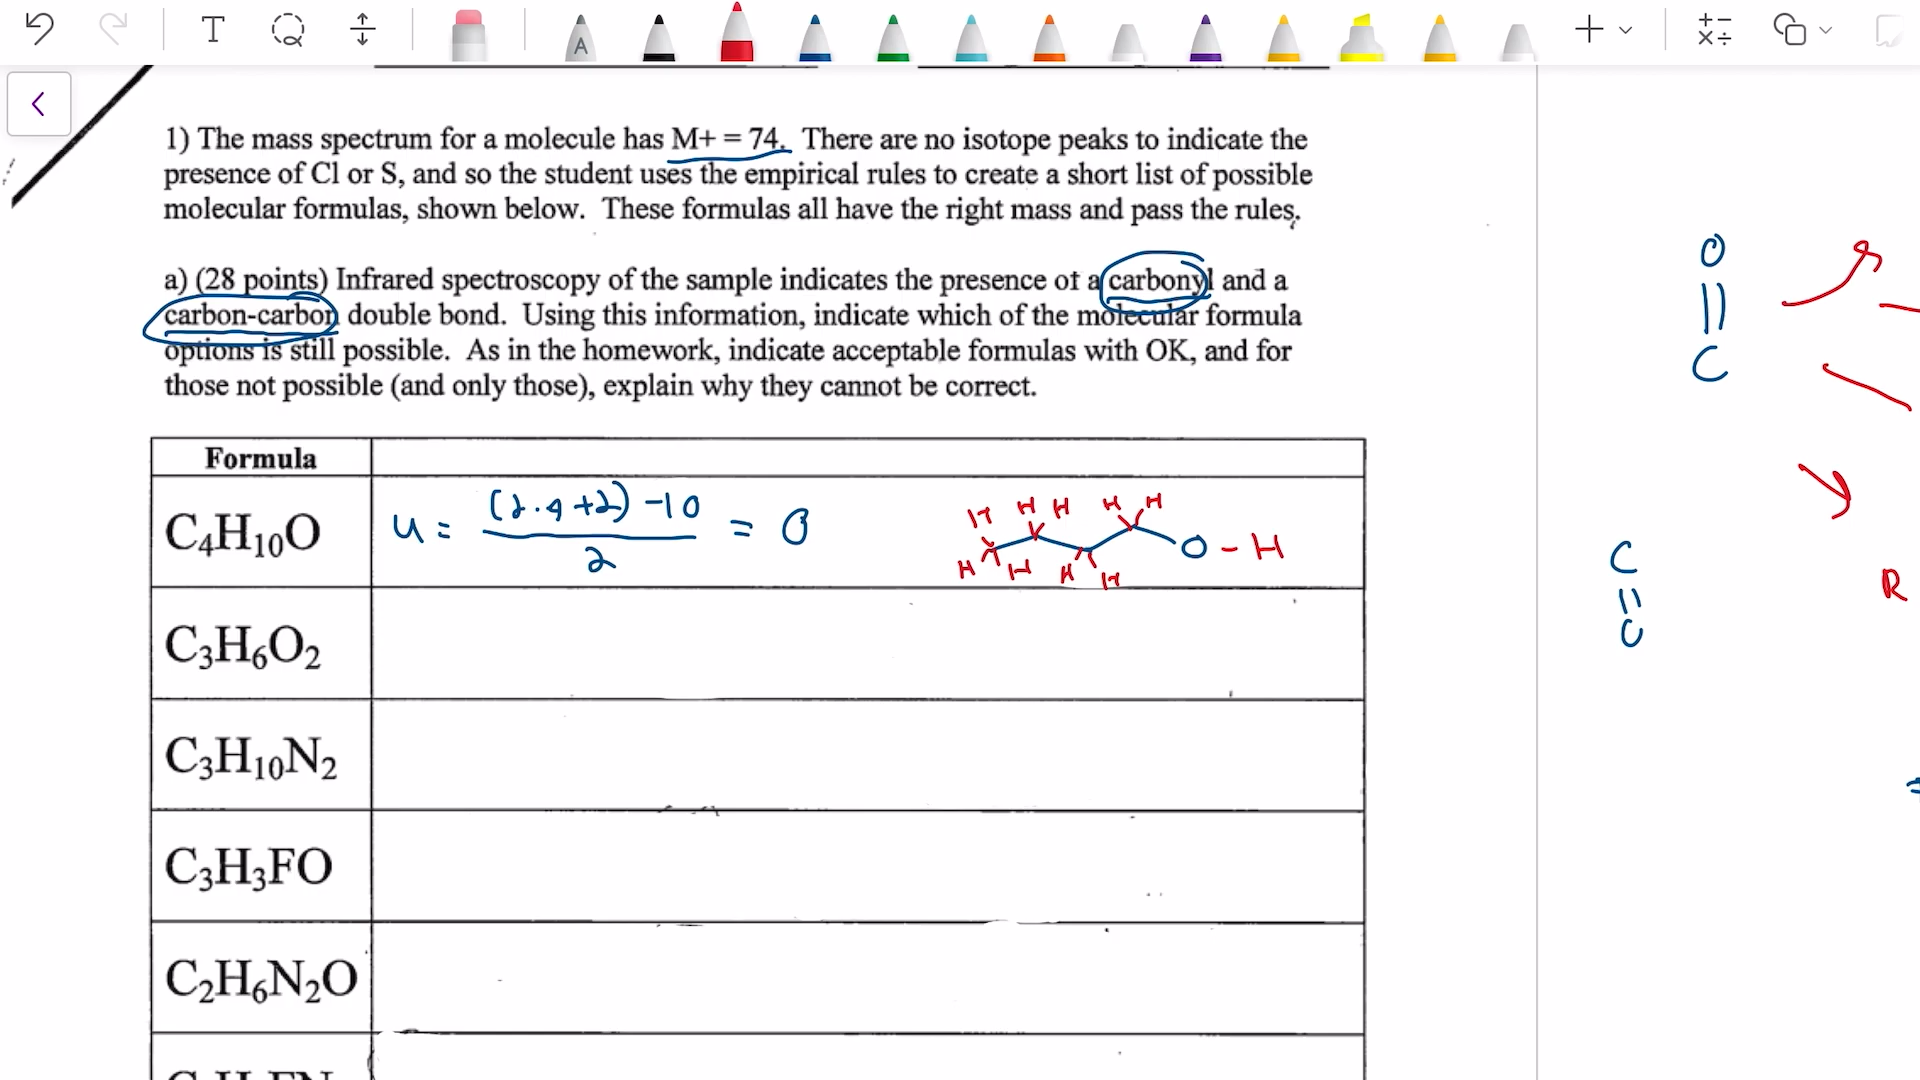 T
A
1) The mass spectrum for a molecule has M+ = 74. There are no isotope peaks to indicate the
presence of Cl or S, and so the student uses the empirical rules to create a short list of possible
molecular formulas, shown below. These formulas all have the right mass and pass the rules.
a) (28 points) Infrared spectroscopy of the sample indicates the presence of a carbonyl and a
carbon-carbon double bond. Using this information, indicate which of the molecular formula
options is still possible. As in the homework, indicate acceptable formulas with OK, and for
those not possible (and only those), explain why they cannot be correct.
Formula
C₄H₁₀O
u = (2·4+2) -10 / 2 = 0
H H H H H
O - H
H H H H
C₃H₆O₂
C₃H₁₀N₂
C₃H₃FO
C₂H₆N₂O
O
||
C
C
||
C
R